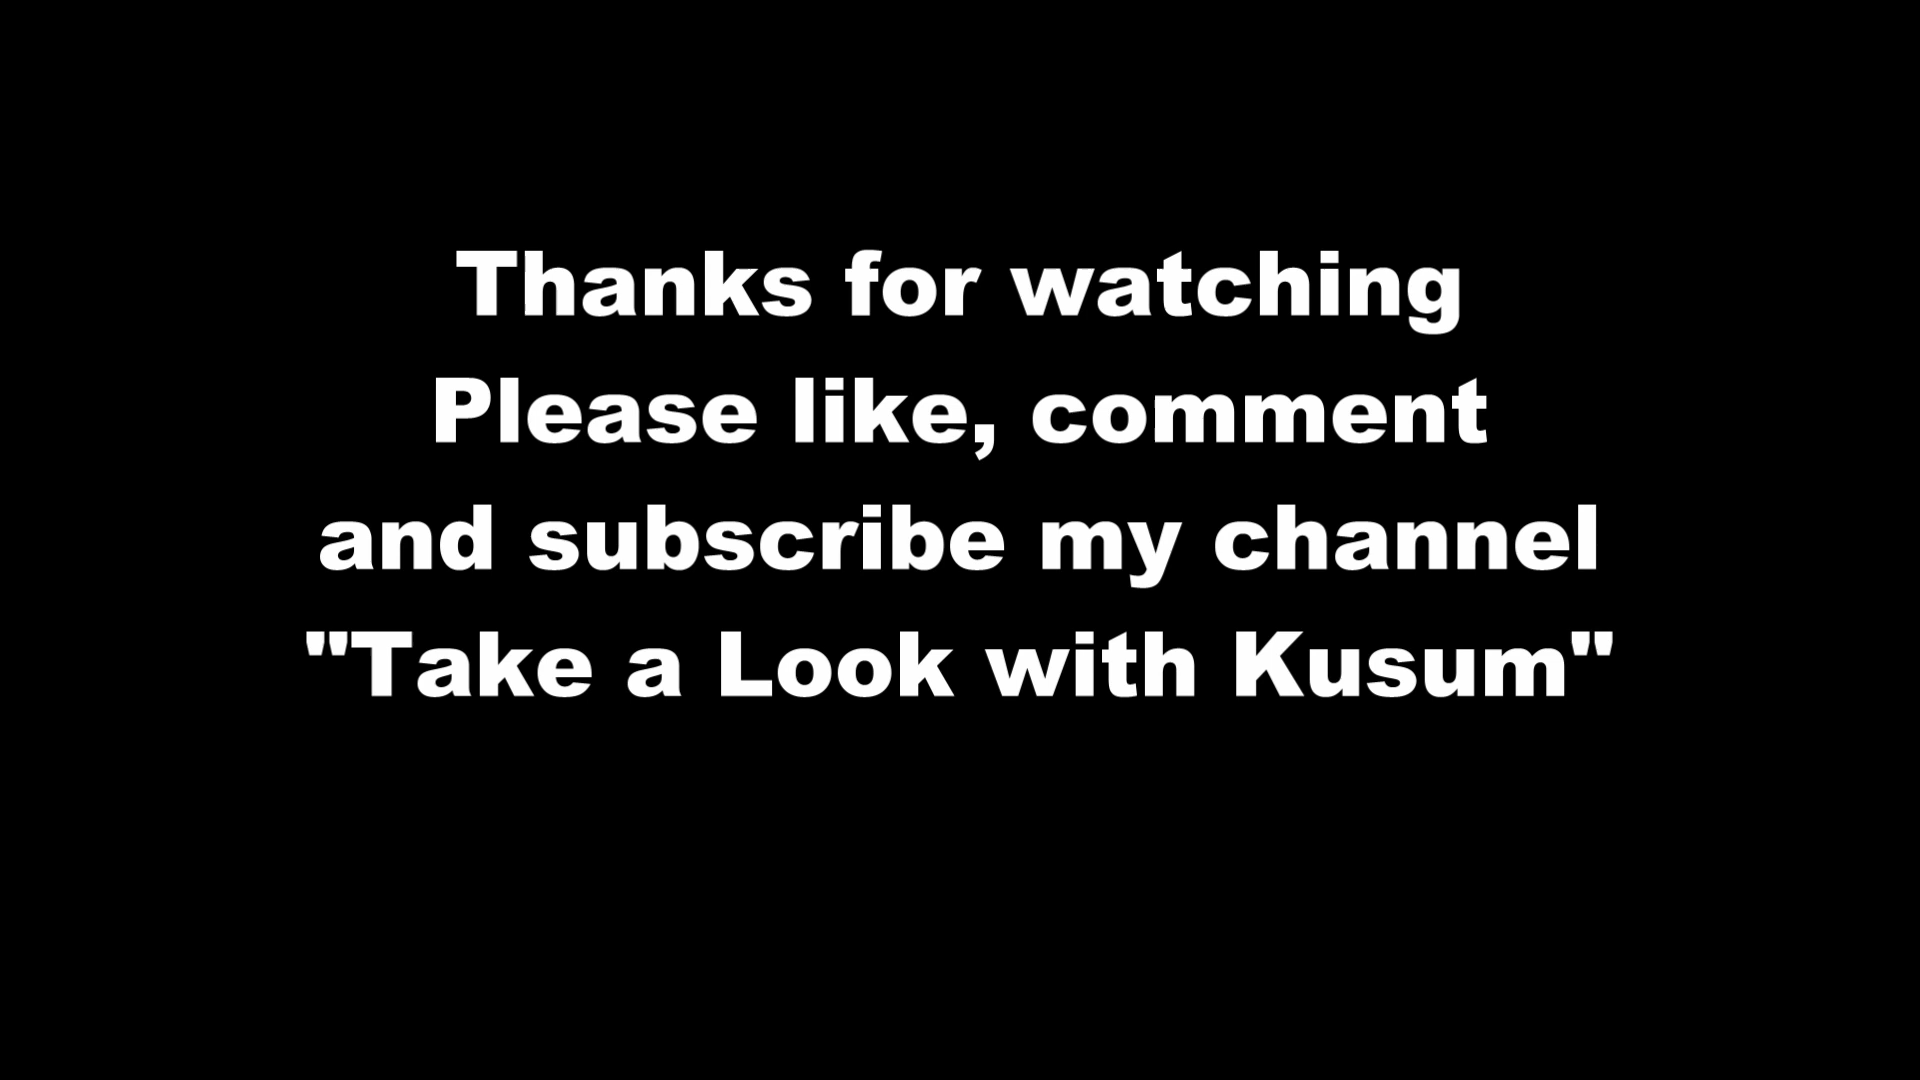 Thanks for watching
Please like, comment
and subscribe my channel
"Take a Look with Kusum"